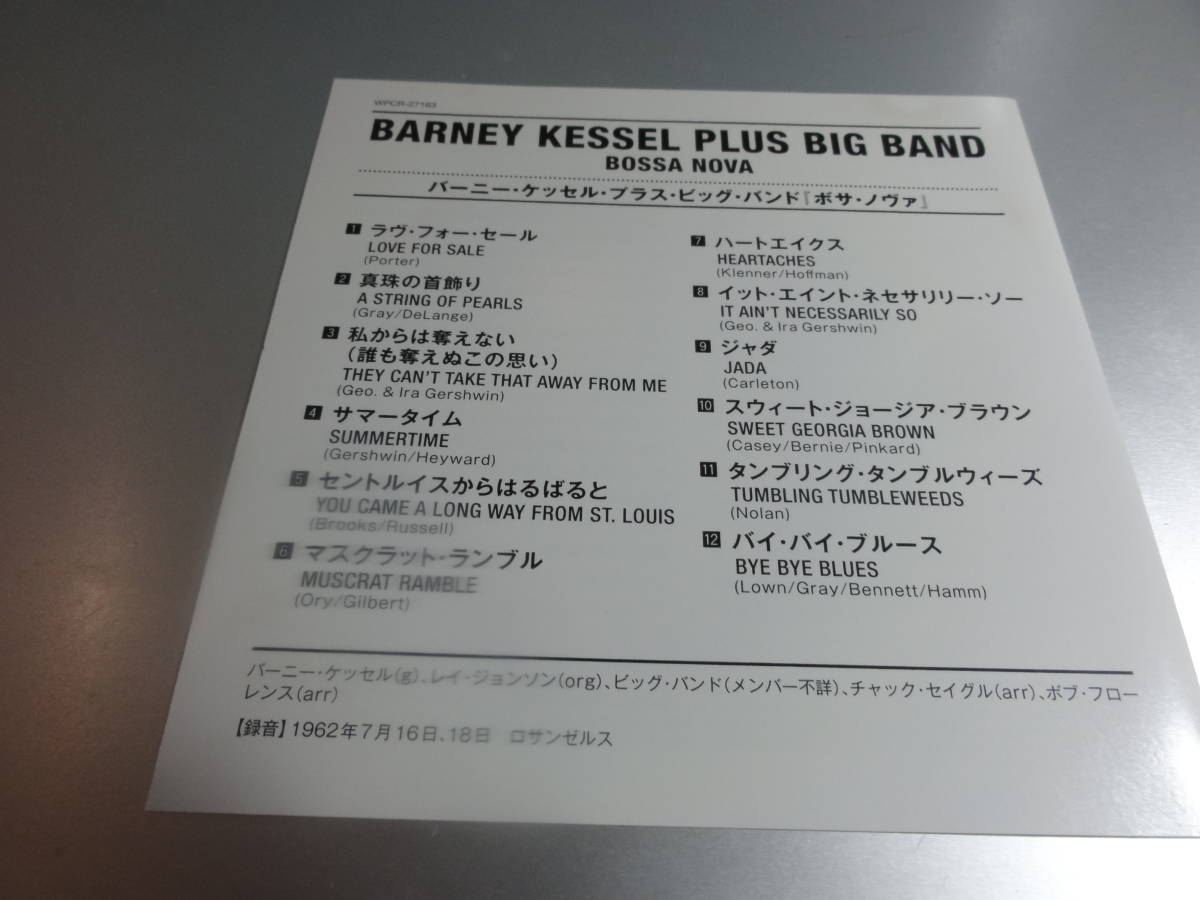 WPCR-27163
BARNEY KESSEL PLUS BIG BAND
BOSSA NOVA
バーニー・ケッセル・プラス・ビッグ・バンド『ボサ・ノヴァ』
1 ラヴ・フォー・セール
LOVE FOR SALE
(Porter)
2 真珠の首飾り
A STRING OF PEARLS
(Gray/DeLange)
3 私からは奪えない
(誰も奪えぬこの思い)
THEY CAN'T TAKE THAT AWAY FROM ME
(Geo. & Ira Gershwin)
4 サマータイム
SUMMERTIME
(Gershwin/Heyward)
5 セントルイスからはるばると
YOU CAME A LONG WAY FROM ST. LOUIS
(Brooks/Russell)
6 マスクラット・ランブル
MUSCRAT RAMBLE
(Ory/Gilbert)
7 ハートエイクス
HEARTACHES
(Klenner/Hoffman)
8 イット・エイント・ネセサリリー・ソー
IT AIN'T NECESSARILY SO
(Geo. & Ira Gershwin)
9 ジャダ
JADA
(Carleton)
10 スウィート・ジョージア・ブラウン
SWEET GEORGIA BROWN
(Casey/Bernie/Pinkard)
11 タンブリング・タンブルウィーズ
TUMBLING TUMBLEWEEDS
(Nolan)
12 バイ・バイ・ブルース
BYE BYE BLUES
(Lown/Gray/Bennett/Hamm)
バーニー・ケッセル(g)、レイ・ジョンソン(org)、ビッグ・バンド(メンバー不詳)、チャック・セイグル(arr)、ボブ・フロー
レンス(arr)
【録音】1962年7月16日、18日 ロサンゼルス